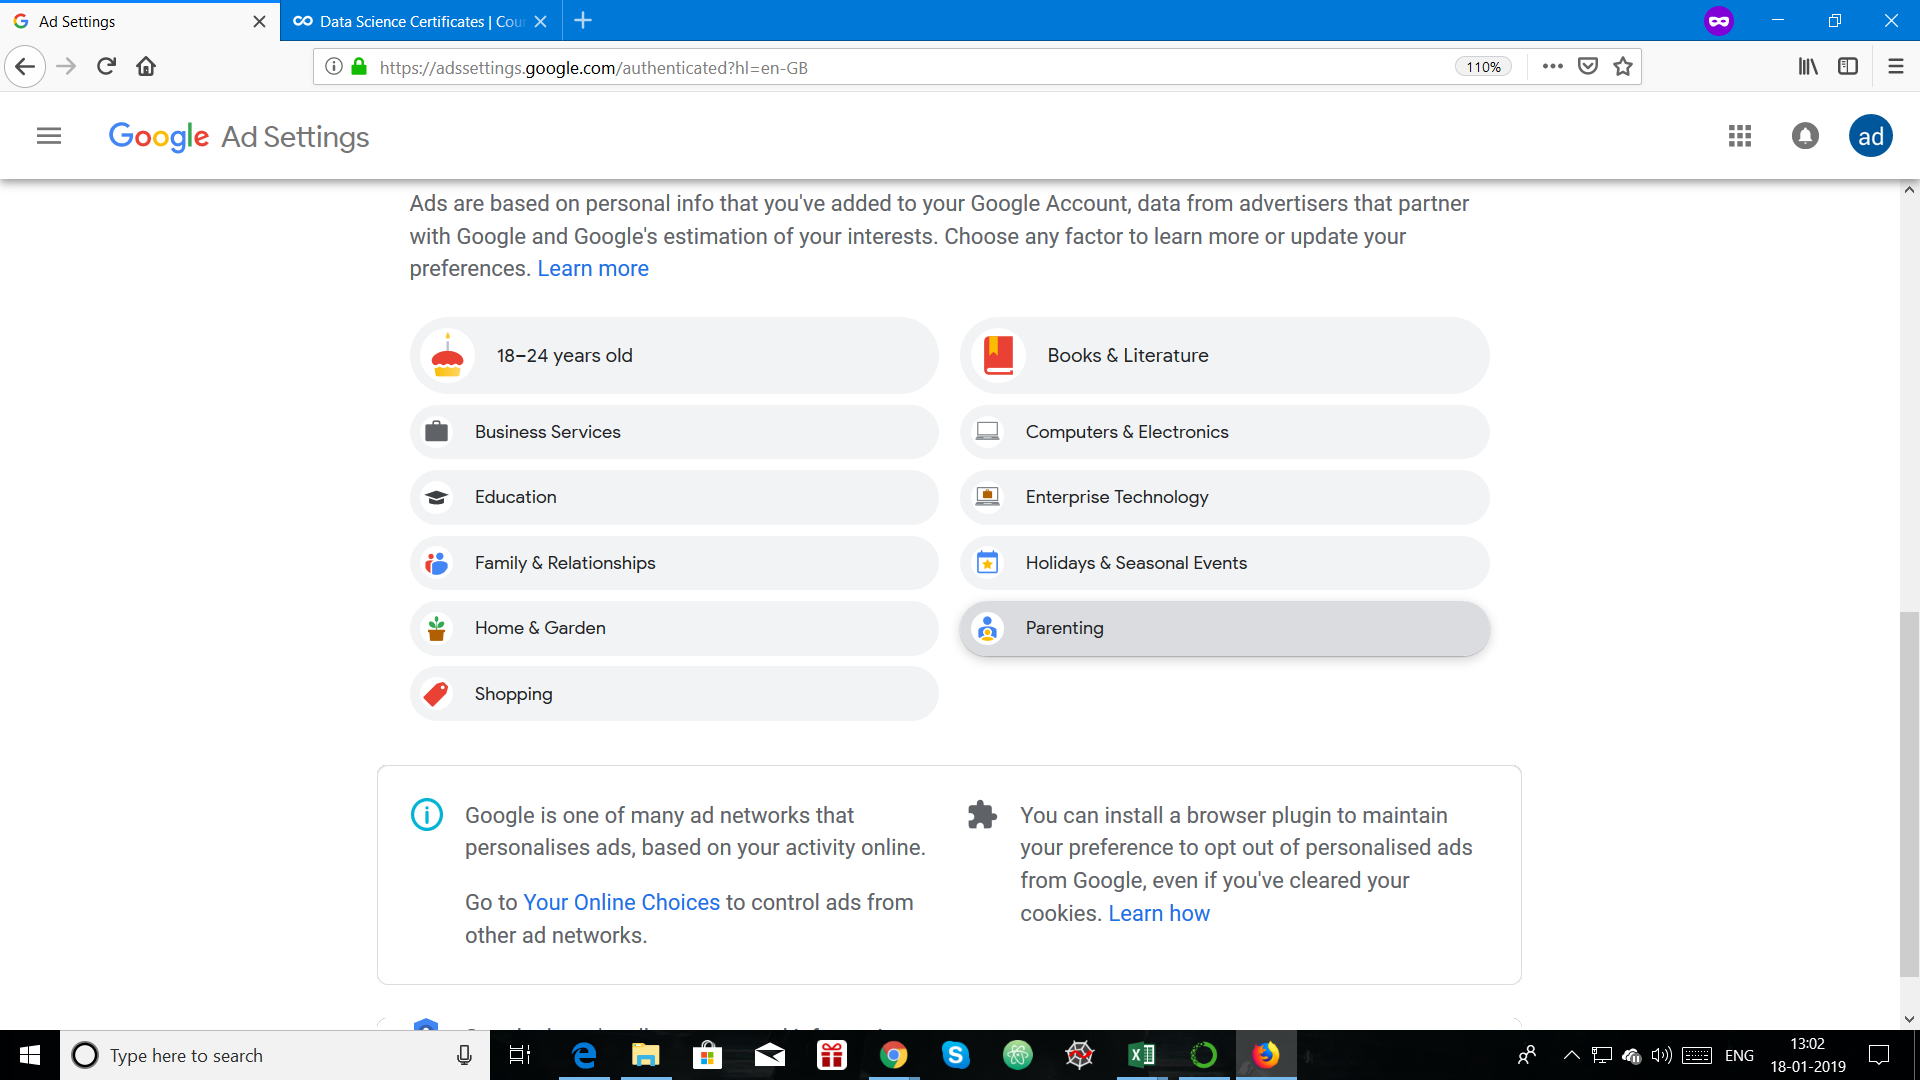 Ad Settings
Data Science Certificates | Cou
https://adssettings.google.com/authenticated?hl=en-GB
110%
Google Ad Settings
ad
Ads are based on personal info that you've added to your Google Account, data from advertisers that partner
with Google and Google's estimation of your interests. Choose any factor to learn more or update your
preferences. Learn more
18–24 years old
Books & Literature
Business Services
Computers & Electronics
Education
Enterprise Technology
Family & Relationships
Holidays & Seasonal Events
Home & Garden
Parenting
Shopping
Google is one of many ad networks that
personalises ads, based on your activity online.
Go to Your Online Choices to control ads from
other ad networks.
You can install a browser plugin to maintain
your preference to opt out of personalised ads
from Google, even if you've cleared your
cookies. Learn how
Type here to search
ENG
13:02
18-01-2019